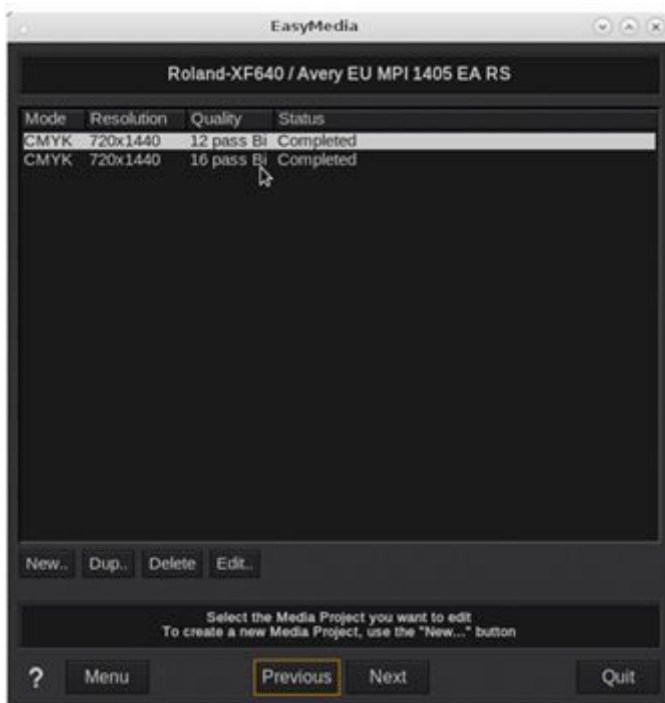 EasyMedia
Roland-XF640 / Avery EU MPI 1405 EA RS
Mode Resolution Quality Status
CMYK 720x1440 12 pass Bi Completed
CMYK 720x1440 16 pass Bi Completed
New.. Dup.. Delete Edit..
Select the Media Project you want to edit
To create a new Media Project, use the "New..." button
? Menu Previous Next Quit